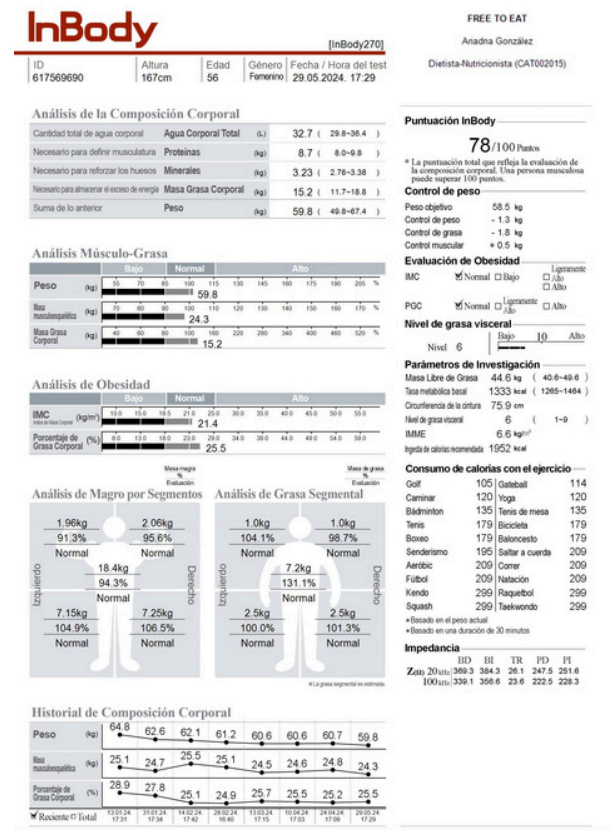 InBody
[InBody270]
ID Altura Edad Género Fecha / Hora del test
617569690 167cm 56 Femenino 29.05.2024. 17:29
FREE TO EAT
Ariadna González
Dietista-Nutricionista (CAT002015)
Análisis de la Composición Corporal
Cantidad total de agua corporal Agua Corporal Total (L) 32.7 ( 29.8~36.4 )
Necesario para definir musculatura Proteinas (kg) 8.7 ( 8.0~9.8 )
Necesario para reforzar los huesos Minerales (kg) 3.23 ( 2.76~3.38 )
Necesario para almacenar el exceso de energía Masa Grasa Corporal (kg) 15.2 ( 11.7~18.8 )
Suma de lo anterior Peso (kg) 59.8 ( 49.8~67.4 )
Análisis Músculo-Grasa
Bajo Normal Alto
Peso (kg) 55 70 85 100 115 130 145 160 175 190 205 %
59.8
Masa musculoesquelética (kg) 70 80 90 100 110 120 130 140 150 160 170 %
24.3
Masa Grasa Corporal (kg) 40 60 80 100 160 220 280 340 400 460 520 %
15.2
Análisis de Obesidad
Bajo Normal Alto
IMC (kg/m²) 10.0 15.0 18.5 21.0 25.0 30.0 35.0 40.0 45.0 50.0 55.0
Índice de Masa Corporal 21.4
Porcentaje de Grasa Corporal (%) 8.0 13.0 18.0 23.0 28.0 34.0 39.0 44.0 49.0 54.0 59.0
25.5
Masa magra
%
Evaluación
Análisis de Magro por Segmentos
1.96kg 2.06kg
91.3% 95.6%
Normal Normal
18.4kg
94.3%
Normal
Izquierdo Derecho
7.15kg 7.25kg
104.9% 106.5%
Normal Normal
Masa de grasa
%
Evaluación
Análisis de Grasa Segmental
1.0kg 1.0kg
104.1% 98.7%
Normal Normal
7.2kg
131.1%
Normal
Izquierdo Derecho
2.5kg 2.5kg
100.0% 101.3%
Normal Normal
*La grasa segmental es estimada.
Historial de Composición Corporal
Peso (kg) 64.8 62.6 62.1 61.2 60.6 60.6 60.7 59.8
Masa musculoesquelética (kg) 25.1 24.7 25.5 25.1 24.5 24.6 24.8 24.3
Porcentaje de Grasa Corporal (%) 28.9 27.8 25.1 24.9 25.7 25.5 25.2 25.5
Reciente Total 13.01.24. 31.01.24. 14.02.24. 28.02.24. 13.03.24. 10.04.24. 24.04.24. 29.05.24.
17:31 17:34 17:42 16:40 17:15 17:03 17:09 17:29
Puntuación InBody
78/100 Puntos
* La puntuación total que refleja la evaluación de
la composición corporal. Una persona musculosa
puede superar 100 puntos.
Control de peso
Peso objetivo 58.5 kg
Control de peso - 1.3 kg
Control de grasa - 1.8 kg
Control muscular + 0.5 kg
Evaluación de Obesidad
IMC Normal Bajo Ligeramente Alto
Alto
PGC Normal Ligeramente Alto Alto
Nivel de grasa visceral
Bajo 10 Alto
Nivel 6
Parámetros de Investigación
Masa Libre de Grasa 44.6 kg ( 40.6~49.6 )
Tasa metabólica basal 1333 kcal ( 1265~1464 )
Circunferencia de la cintura 75.9 cm
Nivel de grasa visceral 6 ( 1~9 )
IMME 6.6 kg/m²
Ingesta de calorías recomendada 1952 kcal
Consumo de calorías con el ejercicio
Golf 105 Gateball 114
Caminar 120 Yoga 120
Bádminton 135 Tenis de mesa 135
Tenis 179 Bicicleta 179
Boxeo 179 Baloncesto 179
Senderismo 195 Saltar a cuerda 209
Aeróbic 209 Correr 209
Fútbol 209 Natación 209
Kendo 299 Raquetbol 299
Squash 299 Taekwondo 299
*Basado en el peso actual
*Basado en una duración de 30 minutos
Impedancia
BD BI TR PD PI
Z(Ω) 20 kHz 369.3 384.3 26.1 247.5 251.6
100 kHz 339.1 356.6 23.6 222.5 228.3